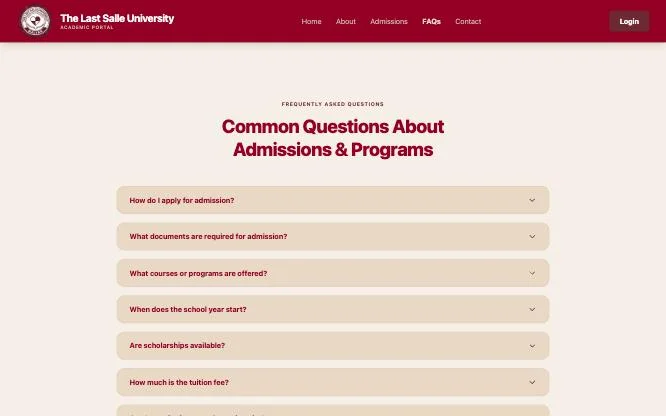 The Last Salle University
ACADEMIC PORTAL
Home
About
Admissions
FAQs
Contact
Login
FREQUENTLY ASKED QUESTIONS
Common Questions About
Admissions & Programs
How do I apply for admission?
What documents are required for admission?
What courses or programs are offered?
When does the school year start?
Are scholarships available?
How much is the tuition fee?